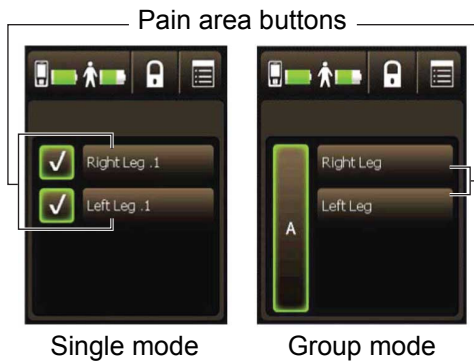 Pain area buttons
Right Leg .1
Left Leg .1
A
Right Leg
Left Leg
Single mode
Group mode